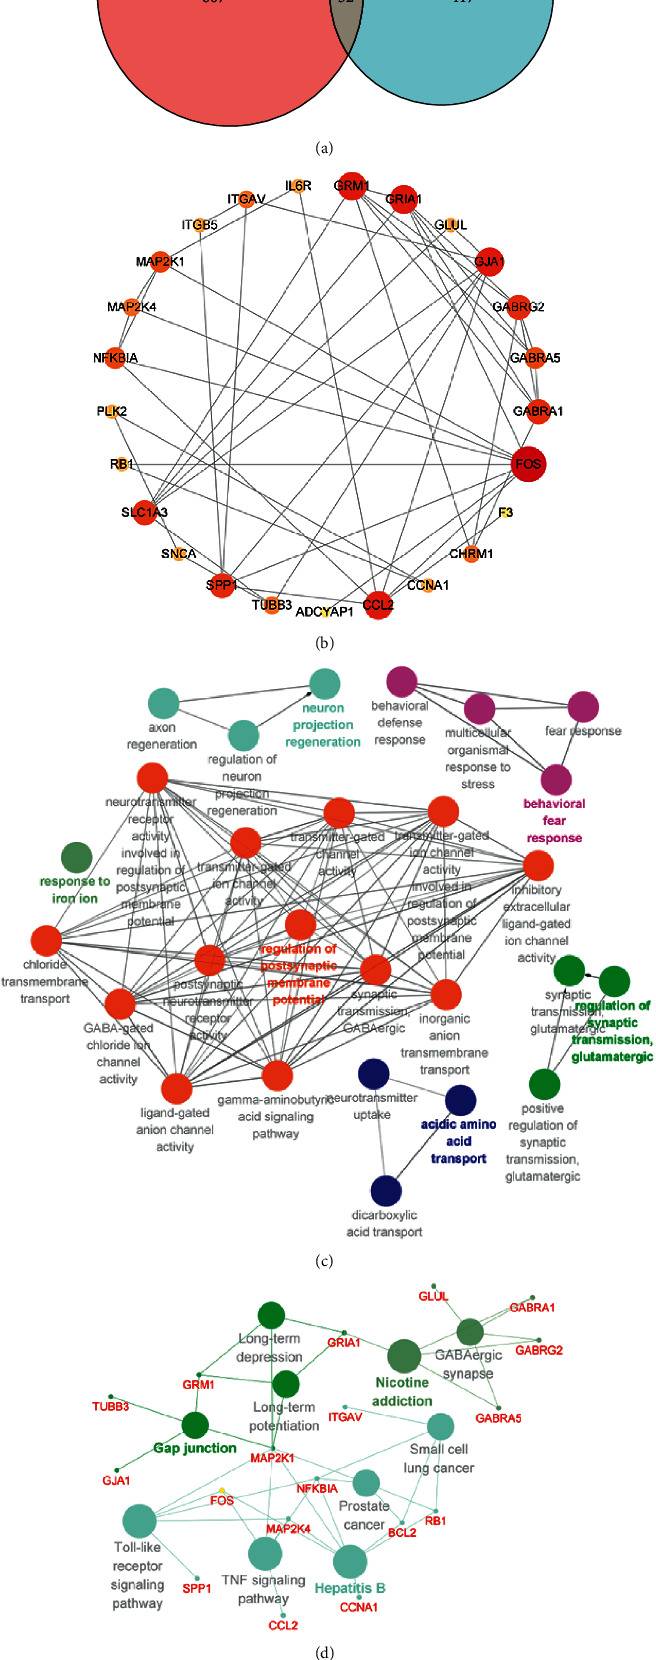 (a)
IL6R
GRM1
ITGAV
GRIA1
ITGB5
GLUL
MAP2K1
GJA1
MAP2K4
GABRG2
NFKBIA
GABRA5
PLK2
GABRA1
RB1
FOS
SLC1A3
F3
SNCA
CHRM1
SPP1
CCNA1
TUBB3
ADCYAP1
CCL2
(b)
axon
regeneration
regulation of
neuron
projection
regeneration
neuron
projection
regeneration
behavioral
defense
response
multicellular
organismal
response to
stress
fear response
behavioral
fear
response
neurotransmitter
receptor
activity
involved in
regulation of
postsynaptic
membrane
potential
transmitter-gated
ion channel
activity
transmitter-gated
channel
activity
transmitter-gated
ion channel
activity
involved in
regulation of
postsynaptic
membrane
potential
inhibitory
extracellular
ligand-gated
ion channel
activity
response to
iron ion
chloride
transmembrane
transport
postsynaptic
neurotransmitter
receptor
activity
regulation of
postsynaptic
membrane
potential
synaptic
transmission,
GABAergic
inorganic
anion
transmembrane
transport
GABA-gated
chloride ion
channel
activity
ligand-gated
anion channel
activity
gamma-aminobutyric
acid signaling
pathway
synaptic
transmission,
glutamatergic
regulation of
synaptic
transmission,
glutamatergic
positive
regulation of
synaptic
transmission,
glutamatergic
neurotransmitter
uptake
acidic amino
acid
transport
dicarboxylic
acid transport
(c)
GLUL
GABRA1
Long-term
depression
GRIA1
GABAergic
synapse
GABRG2
GRM1
Nicotine
addiction
TUBB3
Long-term
potentiation
ITGAV
GABRA5
Gap junction
MAP2K1
Small cell
lung cancer
GJA1
NFKBIA
FOS
Prostate
cancer
MAP2K4
BCL2
RB1
Toll-like
receptor
signaling
pathway
SPP1
TNF signaling
pathway
Hepatitis B
CCNA1
CCL2
(d)